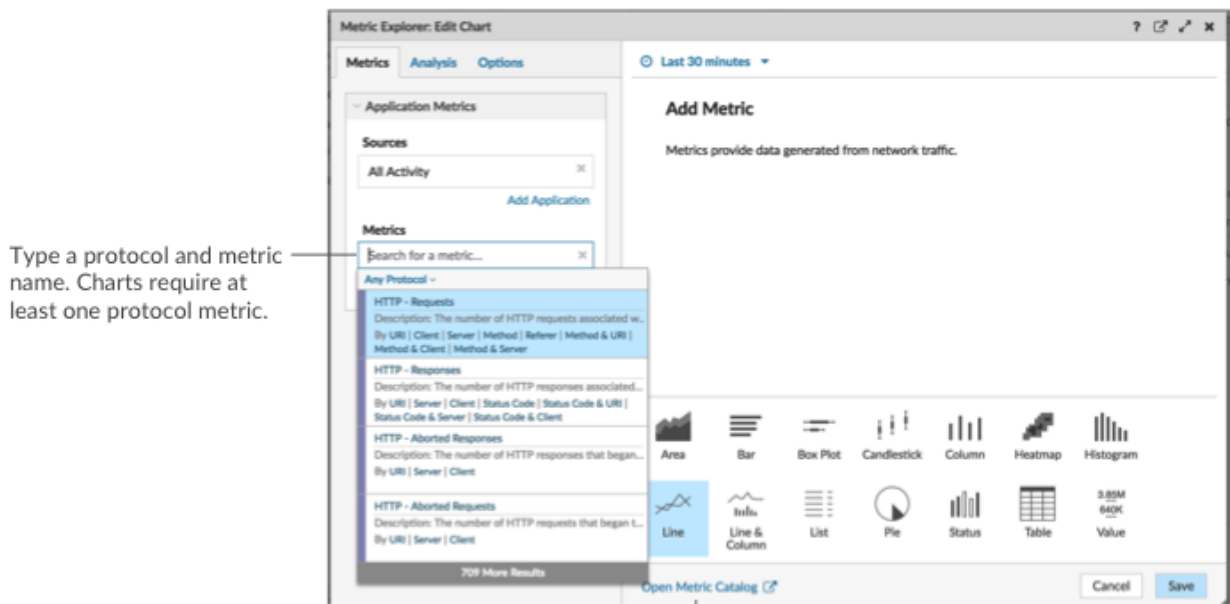 Metric Explorer: Edit Chart
?
Metrics Analysis Options
Last 30 minutes
Application Metrics
Sources
All Activity
Add Application
Metrics
Search for a metric...
Type a protocol and metric
name. Charts require at
least one protocol metric.
Any Protocol
HTTP - Requests
Description: The number of HTTP requests associated w..
By URI | Client | Server | Method | Referer | Method & URI |
Method & Client | Method & Server
HTTP - Responses
Description: The number of HTTP responses associated...
By URI | Server | Client | Status Code | Status Code & URI |
Status Code & Server | Status Code & Client
HTTP - Aborted Responses
Description: The number of HTTP responses that began...
By URI | Server | Client
HTTP - Aborted Requests
Description: The number of HTTP requests that began t...
By URI | Server | Client
709 More Results
Add Metric
Metrics provide data generated from network traffic.
Area Bar Box Plot Candlestick Column Heatmap Histogram
3.85M
640K
Line Line & Column List Pie Status Table Value
Open Metric Catalog
Cancel Save